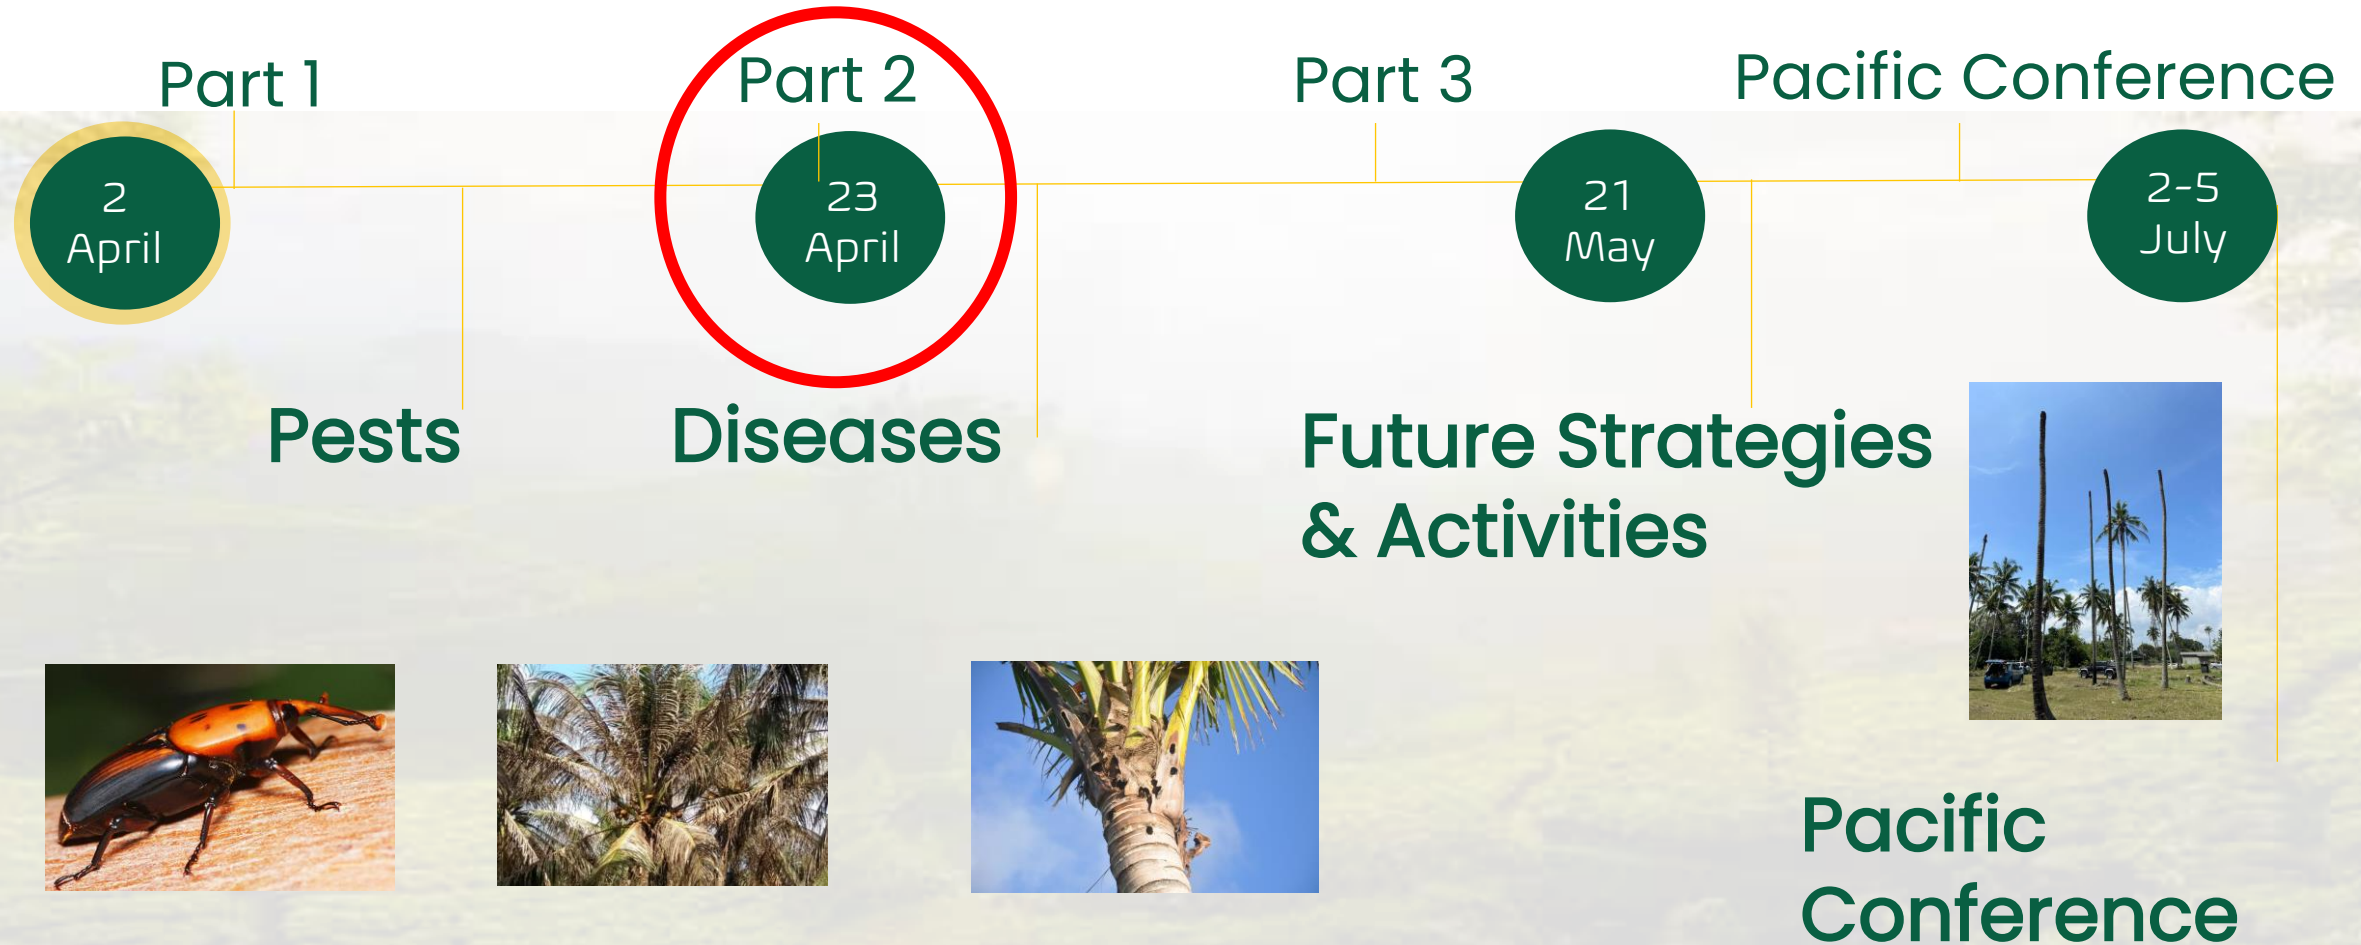 Part 1
Part 2
Part 3
Pacific Conference
2
April
23
April
21
May
2-5
July
Pests
Diseases
Future Strategies
& Activities
Pacific
Conference